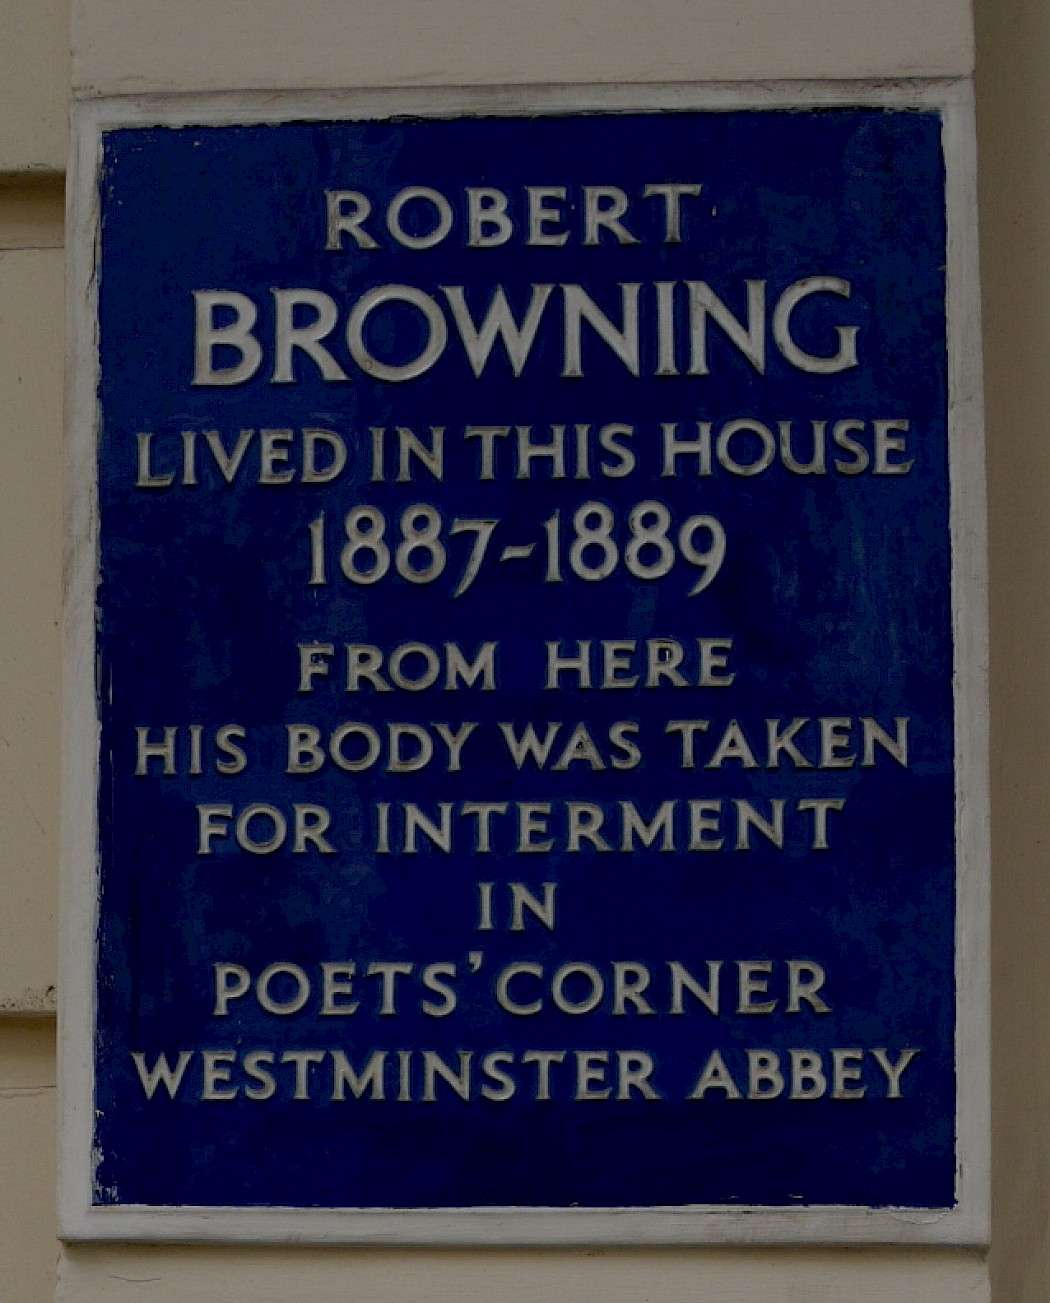 ROBERT
BROWNING
LIVED IN THIS HOUSE
1887-1889
FROM HERE
HIS BODY WAS TAKEN
FOR INTERMENT
IN
POETS' CORNER
WESTMINSTER ABBEY